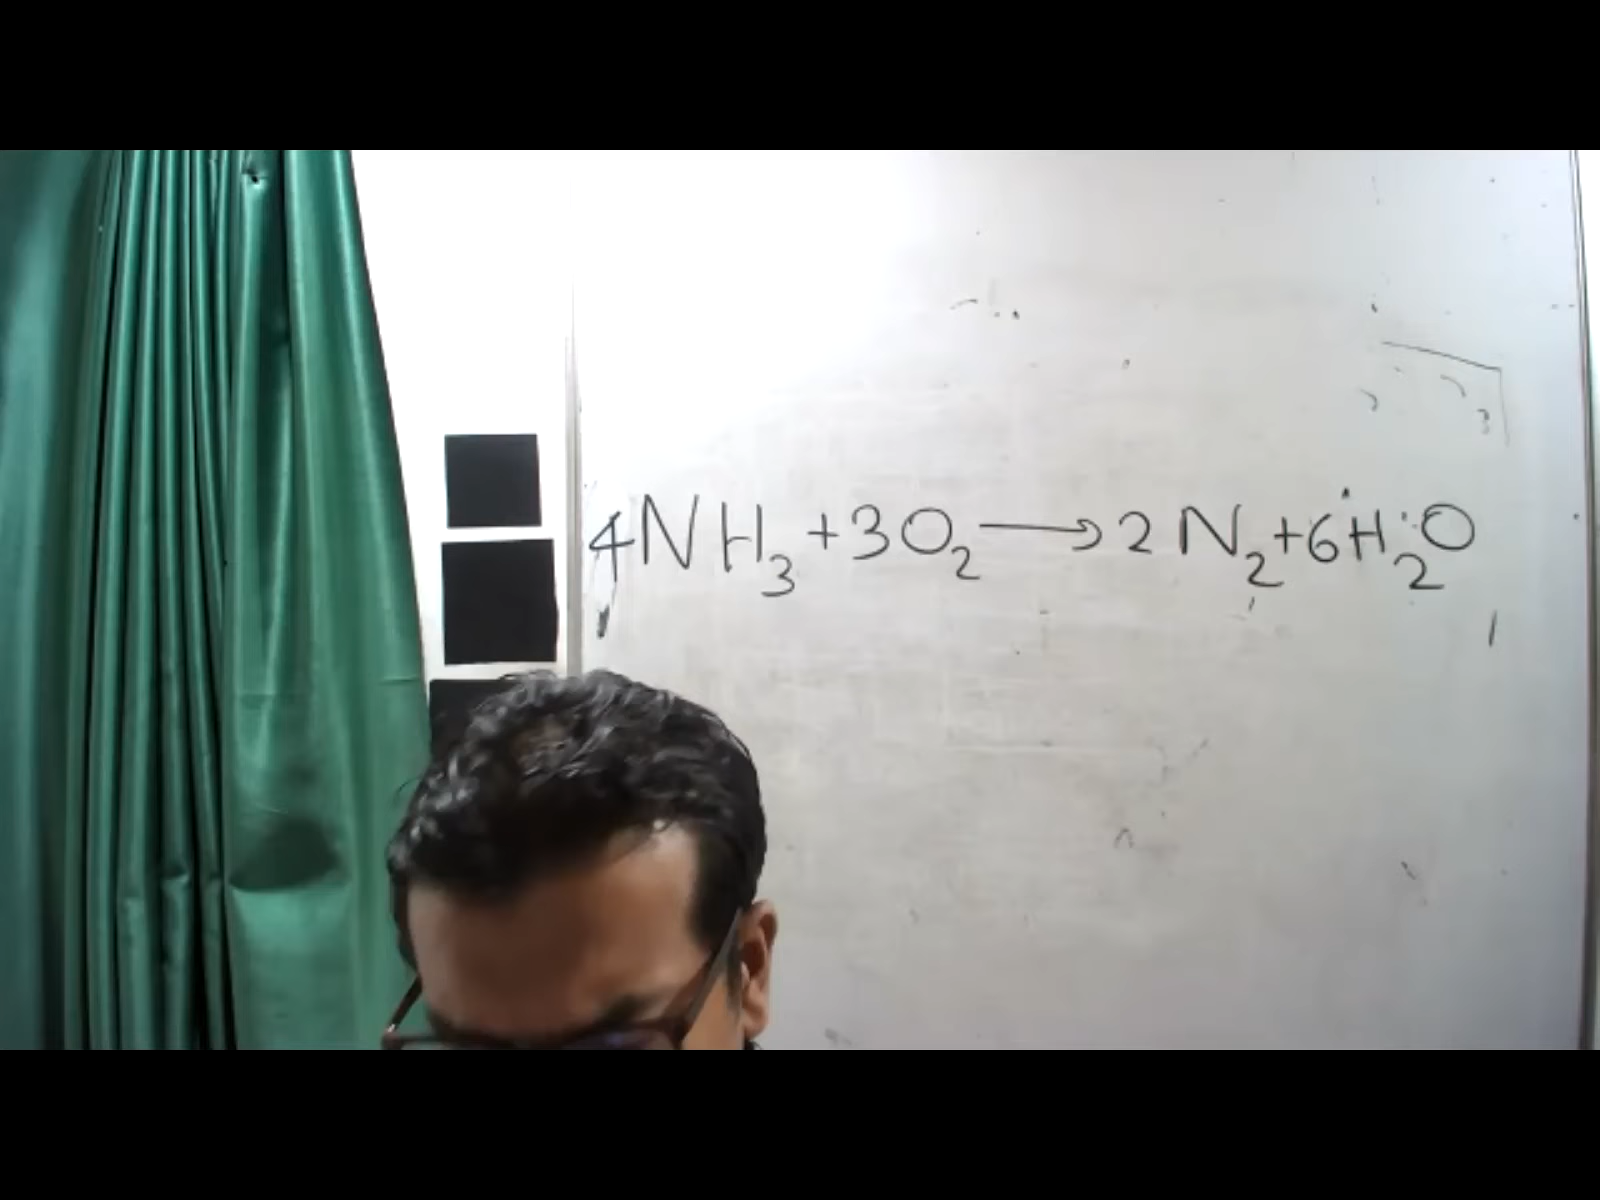 4NH₃ + 3O₂ → 2N₂ + 6H₂O